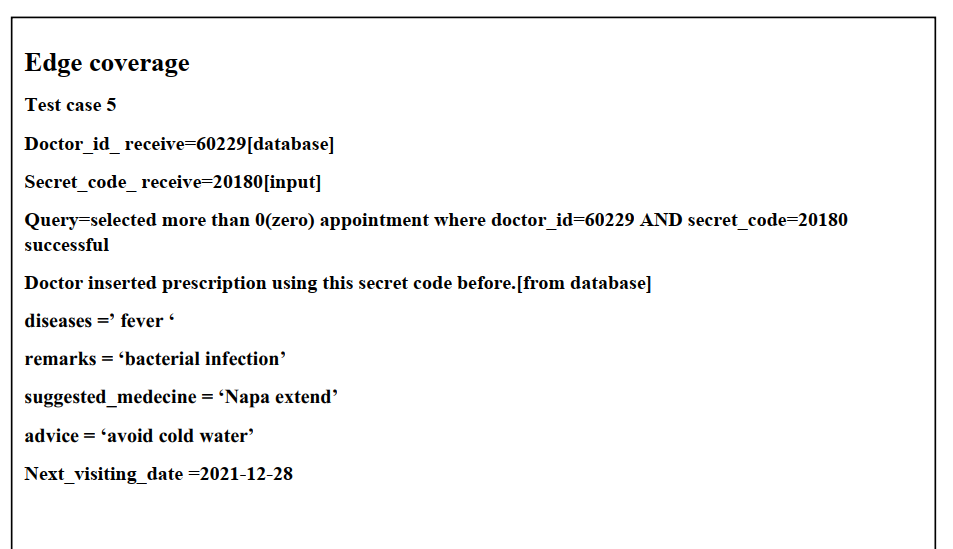 Edge coverage
Test case 5
Doctor_id_ receive=60229[database]
Secret_code_ receive=20180[input]
Query=selected more than 0(zero) appointment where doctor_id=60229 AND secret_code=20180
successful
Doctor inserted prescription using this secret code before.[from database]
diseases =’ fever ‘
remarks = ‘bacterial infection’
suggested_medecine = ‘Napa extend’
advice = ‘avoid cold water’
Next_visiting_date =2021-12-28